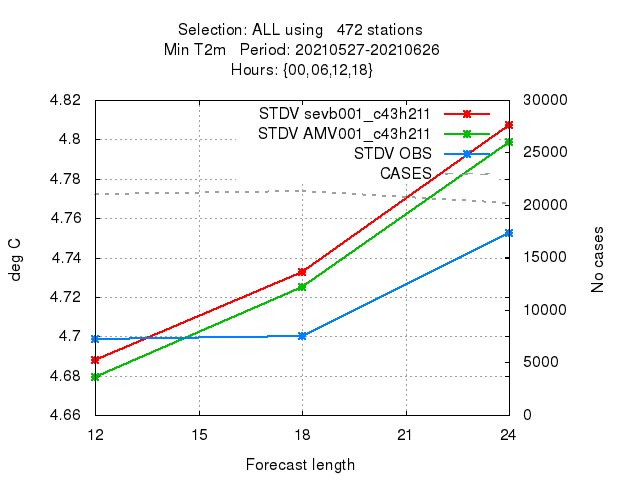 Selection: ALL using   472 stations
Min T2m   Period: 20210527-20210626
Hours: {00,06,12,18}
4.82
4.8
4.78
4.76
4.74
4.72
4.7
4.68
4.66
deg C
STDV sevb001_c43h211
STDV AMV001_c43h211
STDV OBS
CASES
30000
25000
20000
15000
10000
5000
0
No cases
12
15
18
21
24
Forecast length